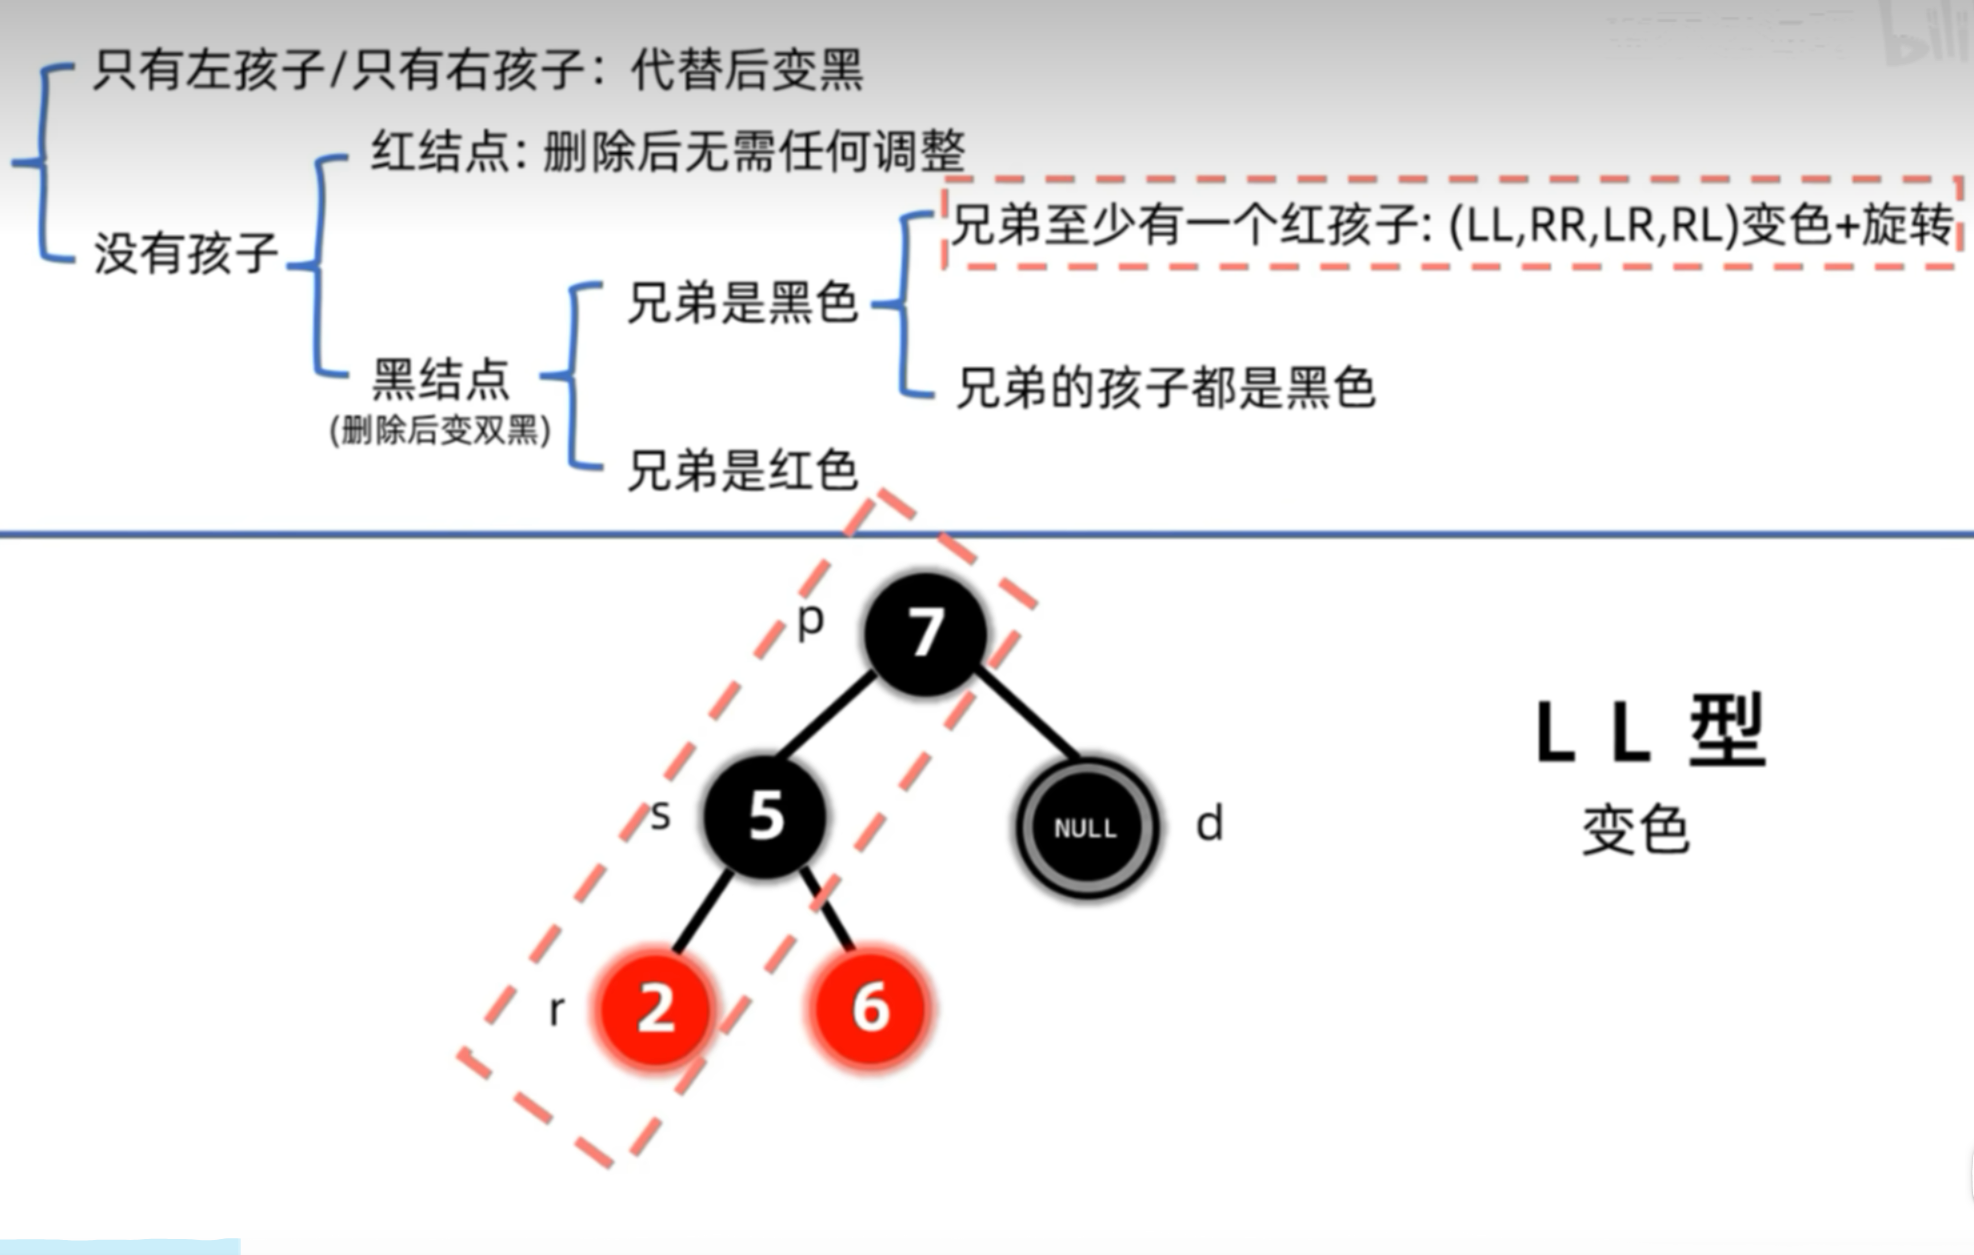 只有左孩子/只有右孩子：代替后变黑
红结点：删除后无需任何调整
兄弟至少有一个红孩子: (LL,RR,LR,RL)变色+旋转
没有孩子
兄弟是黑色
黑结点
兄弟的孩子都是黑色
(删除后变双黑)
兄弟是红色
p
7
L L 型
s
5
NULL
d
变色
r
2
6